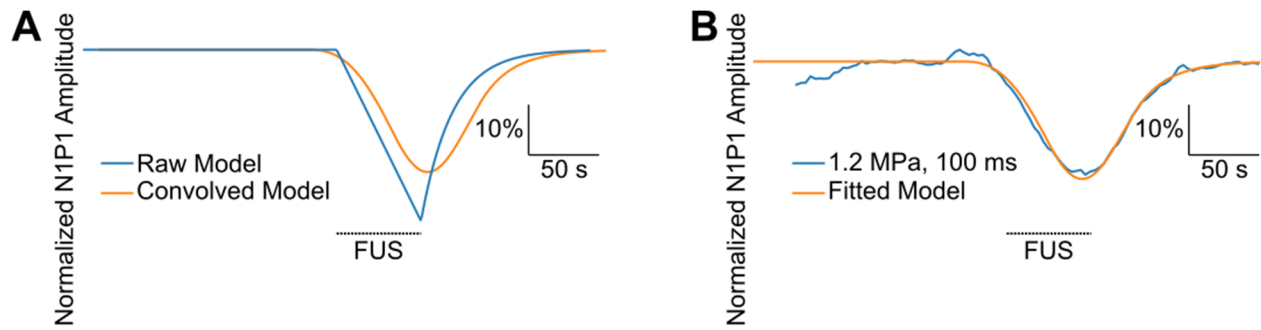 A
Normalized N1P1 Amplitude
10%
50 s
Raw Model
Convolved Model
FUS
B
Normalized N1P1 Amplitude
10%
50 s
1.2 MPa, 100 ms
Fitted Model
FUS